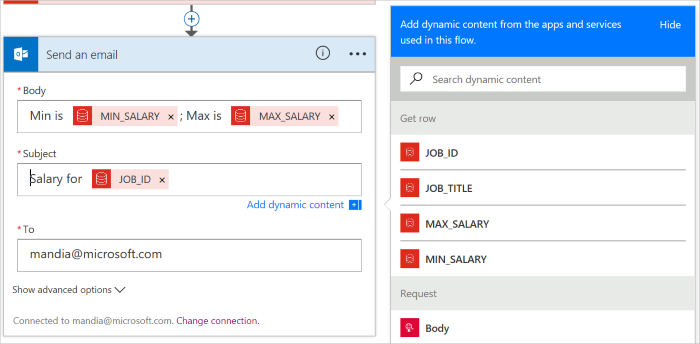 Send an email
* Body
Min is MIN_SALARY × ; Max is MAX_SALARY ×
* Subject
Salary for JOB_ID ×
Add dynamic content
* To
mandia@microsoft.com
Show advanced options
Connected to mandia@microsoft.com. Change connection.
Add dynamic content from the apps and services
used in this flow.
Hide
Search dynamic content
Get row
JOB_ID
JOB_TITLE
MAX_SALARY
MIN_SALARY
Request
Body